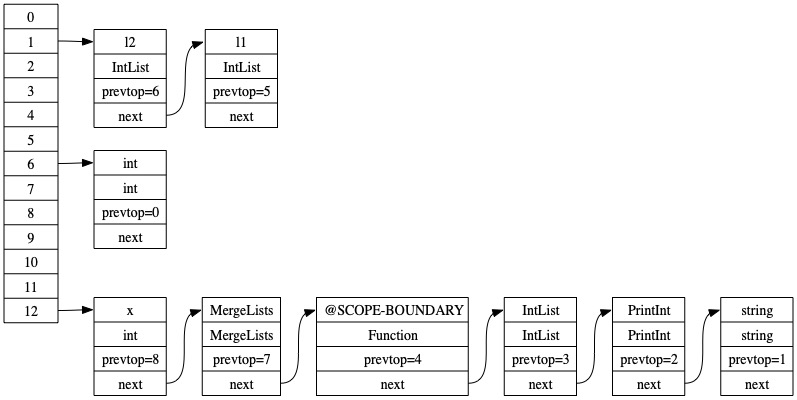 0
1
2
3
4
5
6
7
8
9
10
11
12
l2
IntList
prevtop=6
next
l1
IntList
prevtop=5
next
int
int
prevtop=0
next
x
int
prevtop=8
next
MergeLists
MergeLists
prevtop=7
next
@SCOPE-BOUNDARY
Function
prevtop=4
next
IntList
IntList
prevtop=3
next
PrintInt
PrintInt
prevtop=2
next
string
string
prevtop=1
next